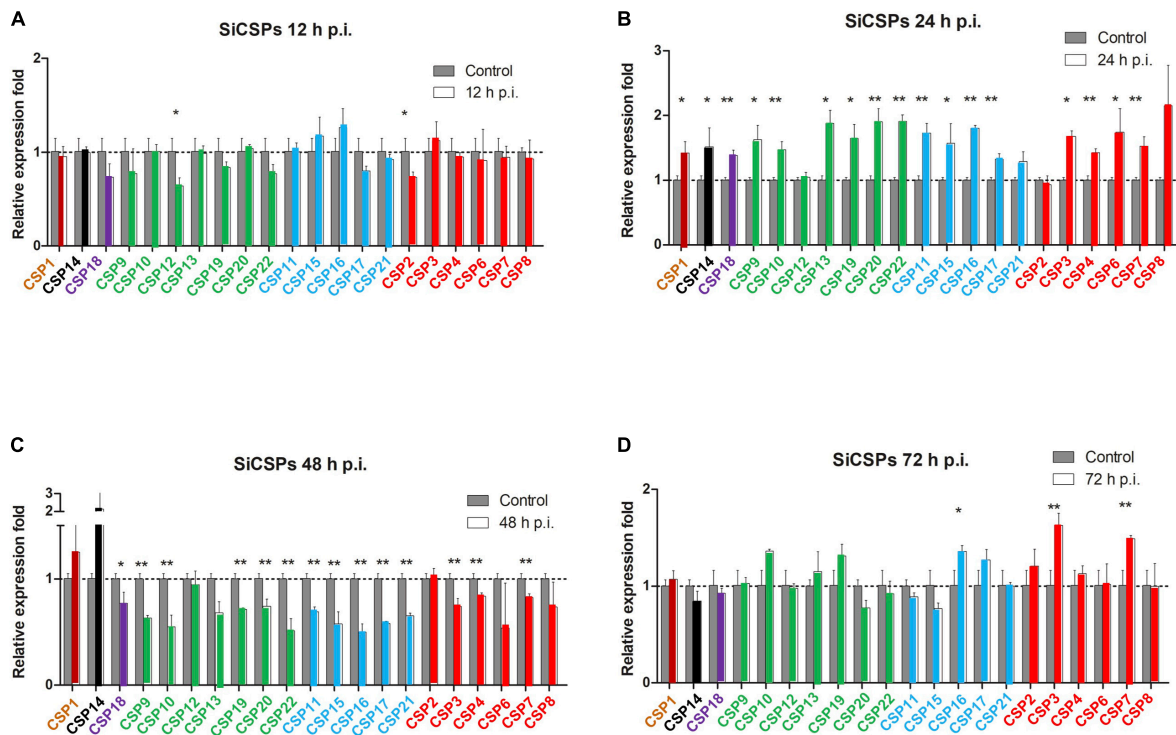 A
SiCSPs 12 h p.i.
Relative expression fold
2
1
0
Control
12 h p.i.
*
*
CSP1
CSP14
CSP18
CSP9
CSP10
CSP12
CSP13
CSP19
CSP20
CSP22
CSP11
CSP15
CSP16
CSP17
CSP21
CSP2
CSP3
CSP4
CSP6
CSP7
CSP8
B
SiCSPs 24 h p.i.
Relative expression fold
3
2
1
0
Control
24 h p.i.
* * ** * ** * * ** ** ** * ** ** * ** * **
CSP1
CSP14
CSP18
CSP9
CSP10
CSP12
CSP13
CSP19
CSP20
CSP22
CSP11
CSP15
CSP16
CSP17
CSP21
CSP2
CSP3
CSP4
CSP6
CSP7
CSP8
C
SiCSPs 48 h p.i.
Relative expression fold
3
2
1
0
Control
48 h p.i.
* ** ** ** ** ** ** ** ** ** ** ** ** **
CSP1
CSP14
CSP18
CSP9
CSP10
CSP12
CSP13
CSP19
CSP20
CSP22
CSP11
CSP15
CSP16
CSP17
CSP21
CSP2
CSP3
CSP4
CSP6
CSP7
CSP8
D
SiCSPs 72 h p.i.
Relative expression fold
2
1
0
Control
72 h p.i.
* ** **
CSP1
CSP14
CSP18
CSP9
CSP10
CSP12
CSP13
CSP19
CSP20
CSP22
CSP11
CSP15
CSP16
CSP17
CSP21
CSP2
CSP3
CSP4
CSP6
CSP7
CSP8